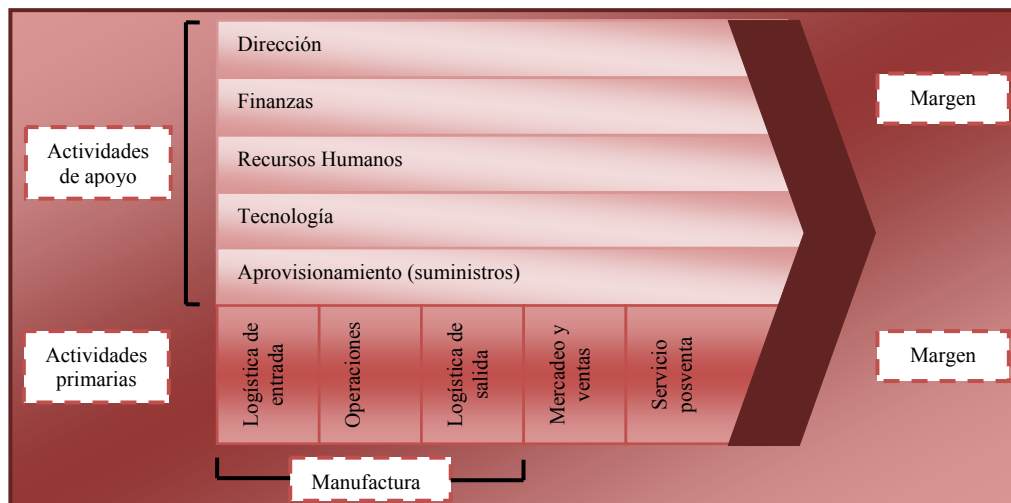 Dirección
Finanzas
Recursos Humanos
Tecnología
Aprovisionamiento (suministros)
Actividades
de apoyo
Margen
Actividades
primarias
Logística de
entrada
Operaciones
Logística de
salida
Mercadeo y
ventas
Servicio
posventa
Margen
Manufactura